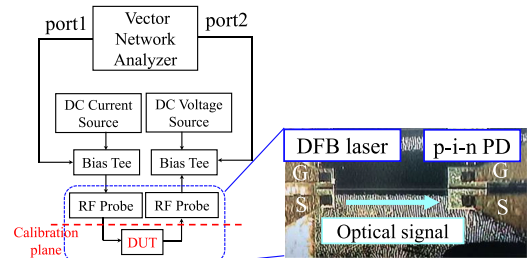 port1
Vector
Network
Analyzer
port2
DC Current
Source
DC Voltage
Source
Bias Tee
Bias Tee
RF Probe
RF Probe
Calibration
plane
DUT
DFB laser
p-i-n PD
G
G
S
S
Optical signal